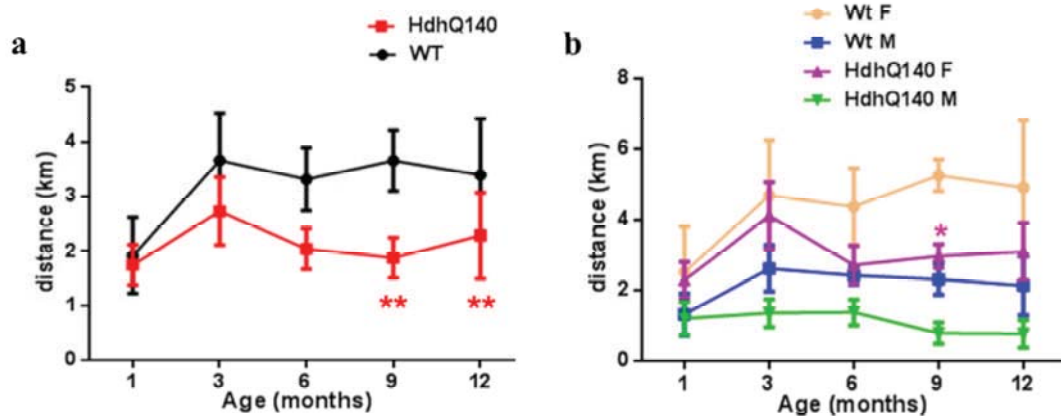 a
HdhQ140
WT
5
4
3
2
1
0
distance (km)
**
**
1
3
6
9
12
Age (months)
b
Wt F
Wt M
HdhQ140 F
HdhQ140 M
8
6
4
2
0
distance (km)
*
1
3
6
9
12
Age (months)